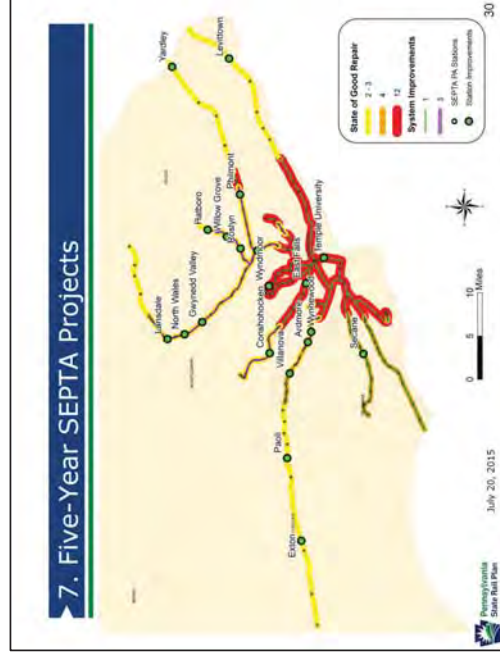 7. Five-Year SEPTA Projects
Yardley
Levittown
Hatboro
Willow Grove
Roslyn
Philmont
Lansdale
North Wales
Gwynedd Valley
Wyndmoor
East Falls
Temple University
Conshohocken
Ardmore
Wynnewood
Villanova
Paoli
Exton
Secane
State of Good Repair
2 - 3
4
12
System Improvements
1
3
SEPTA PA Stations
Station Improvements
0 5 10
Miles
Pennsylvania
State Rail Plan
July 20, 2015
30